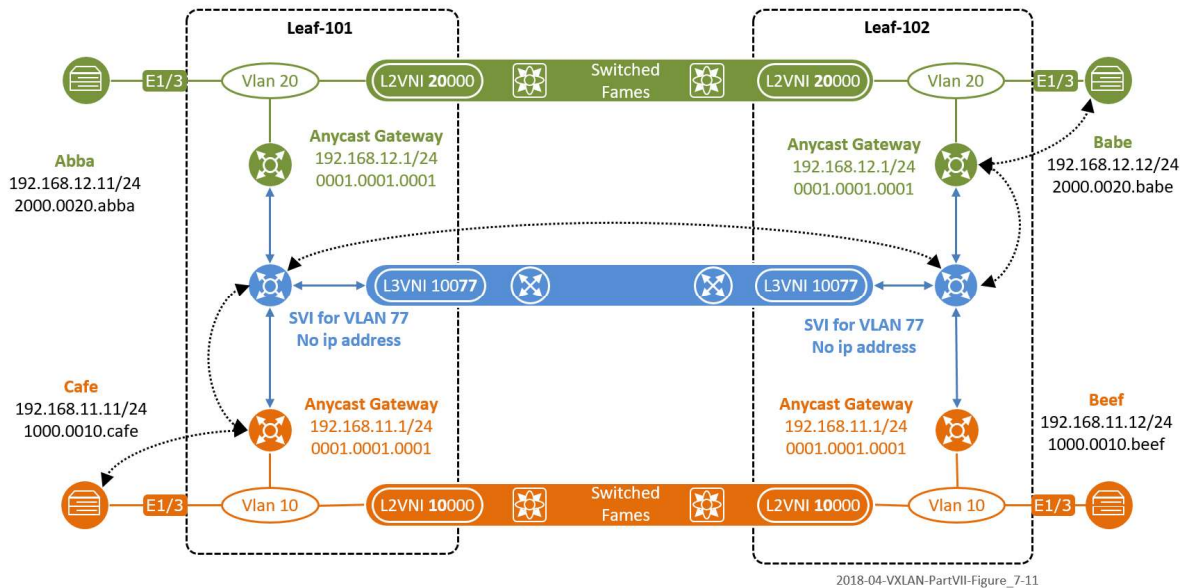 Leaf-101
Leaf-102
E1/3
Vlan 20
L2VNI 20000
Switched
Fames
L2VNI 20000
Vlan 20
E1/3
Abba
192.168.12.11/24
2000.0020.abba
Anycast Gateway
192.168.12.1/24
0001.0001.0001
Anycast Gateway
192.168.12.1/24
0001.0001.0001
Babe
192.168.12.12/24
2000.0020.babe
L3VNI 10077
L3VNI 10077
SVI for VLAN 77
No ip address
SVI for VLAN 77
No ip address
Cafe
192.168.11.11/24
1000.0010.cafe
Anycast Gateway
192.168.11.1/24
0001.0001.0001
Anycast Gateway
192.168.11.1/24
0001.0001.0001
Beef
192.168.11.12/24
1000.0010.beef
E1/3
Vlan 10
L2VNI 10000
Switched
Fames
L2VNI 10000
Vlan 10
E1/3
2018-04-VXLAN-PartVII-Figure_7-11